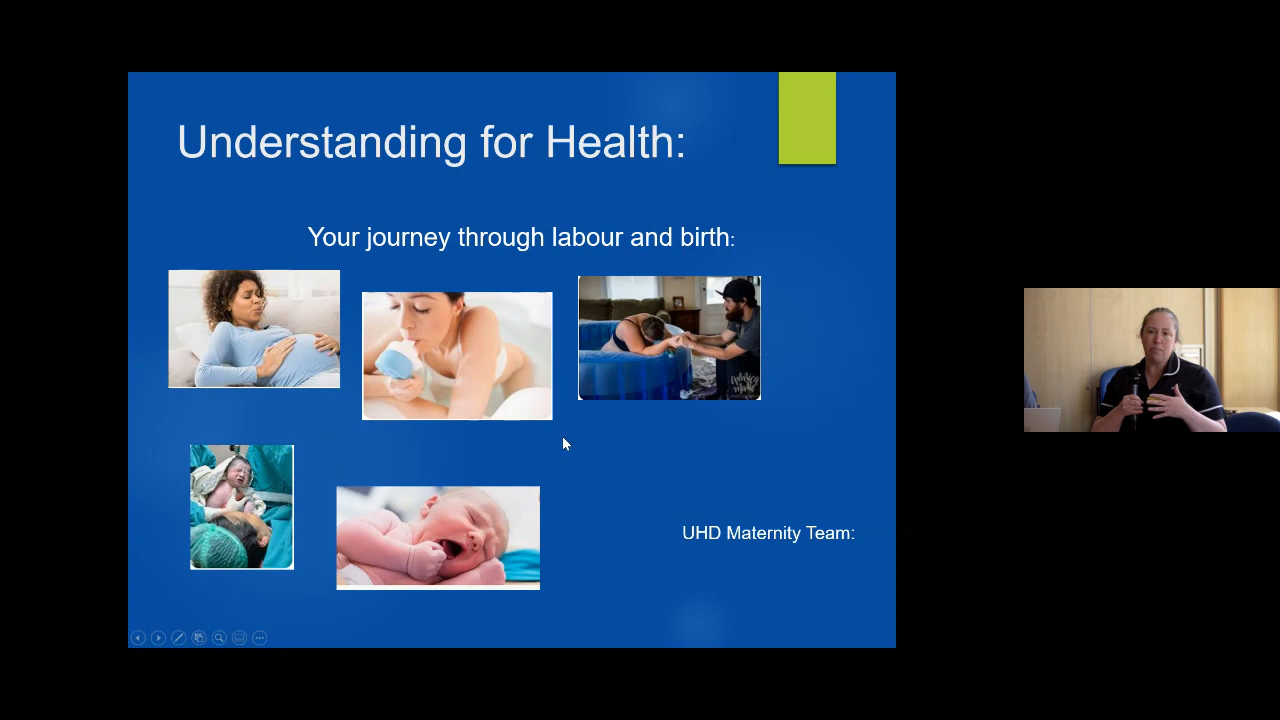 Understanding for Health:
Your journey through labour and birth:
UHD Maternity Team: